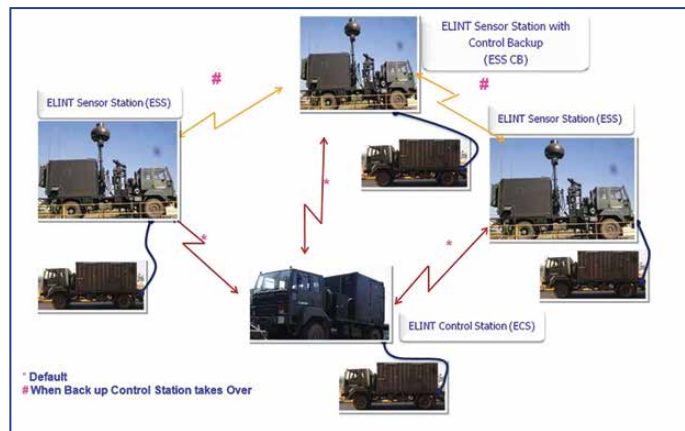 ELINT Sensor Station with
Control Backup
(ESS CB)
#
#
ELINT Sensor Station (ESS)
ELINT Sensor Station (ESS)
*
*
*
ELINT Control Station (ECS)
* Default
# When Back up Control Station takes Over